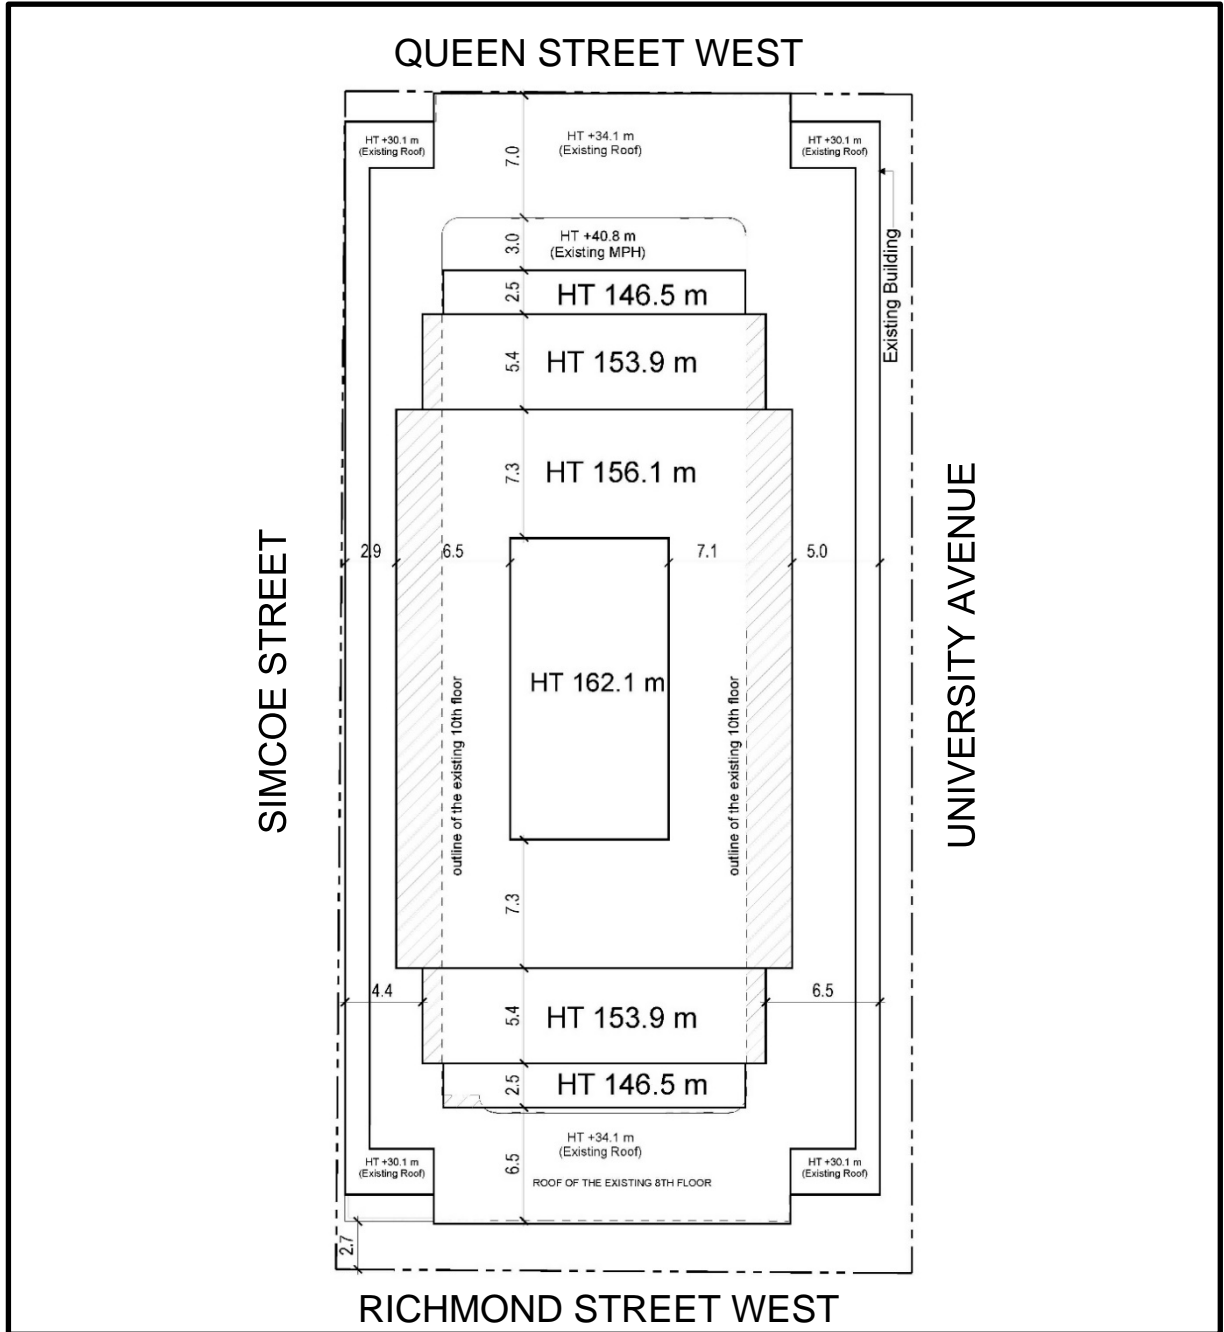 QUEEN STREET WEST
HT +30.1 m
(Existing Roof)
HT +34.1 m
(Existing Roof)
HT +30.1 m
(Existing Roof)
7.0
HT +40.8 m
(Existing MPH)
3.0
Existing Building
HT 146.5 m
2.5
HT 153.9 m
5.4
HT 156.1 m
7.3
2.9
6.5
7.1
5.0
SIMCOE STREET
UNIVERSITY AVENUE
HT 162.1 m
outline of the existing 10th floor
outline of the existing 10th floor
7.3
4.4
6.5
HT 153.9 m
5.4
HT 146.5 m
2.5
HT +34.1 m
(Existing Roof)
6.5
HT +30.1 m
(Existing Roof)
HT +30.1 m
(Existing Roof)
ROOF OF THE EXISTING 8TH FLOOR
2.7
RICHMOND STREET WEST